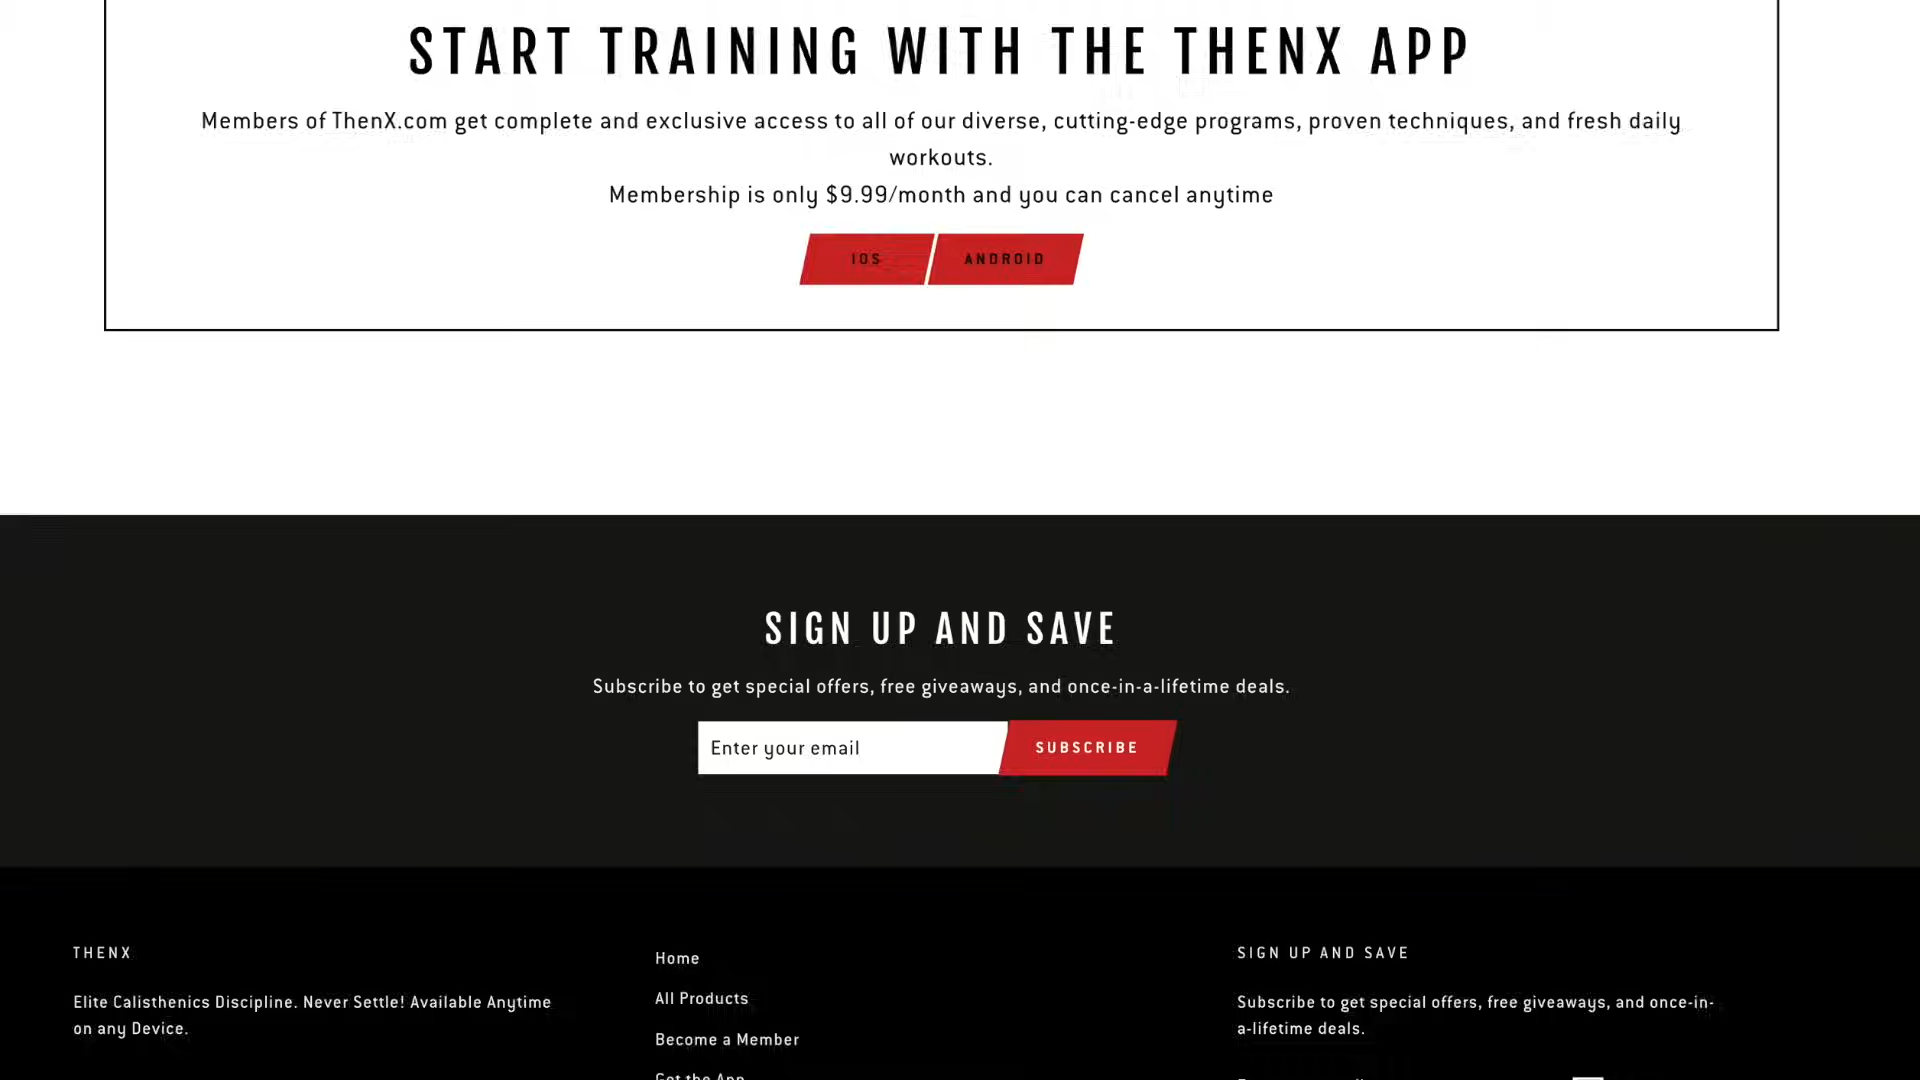 START TRAINING WITH THE THENX APP
Members of ThenX.com get complete and exclusive access to all of our diverse, cutting-edge programs, proven techniques, and fresh daily
workouts.
Membership is only $9.99/month and you can cancel anytime
IOS
ANDROID
SIGN UP AND SAVE
Subscribe to get special offers, free giveaways, and once-in-a-lifetime deals.
Enter your email
SUBSCRIBE
THENX
Elite Calisthenics Discipline. Never Settle! Available Anytime
on any Device.
Home
All Products
Become a Member
Get the App
SIGN UP AND SAVE
Subscribe to get special offers, free giveaways, and once-in-
a-lifetime deals.